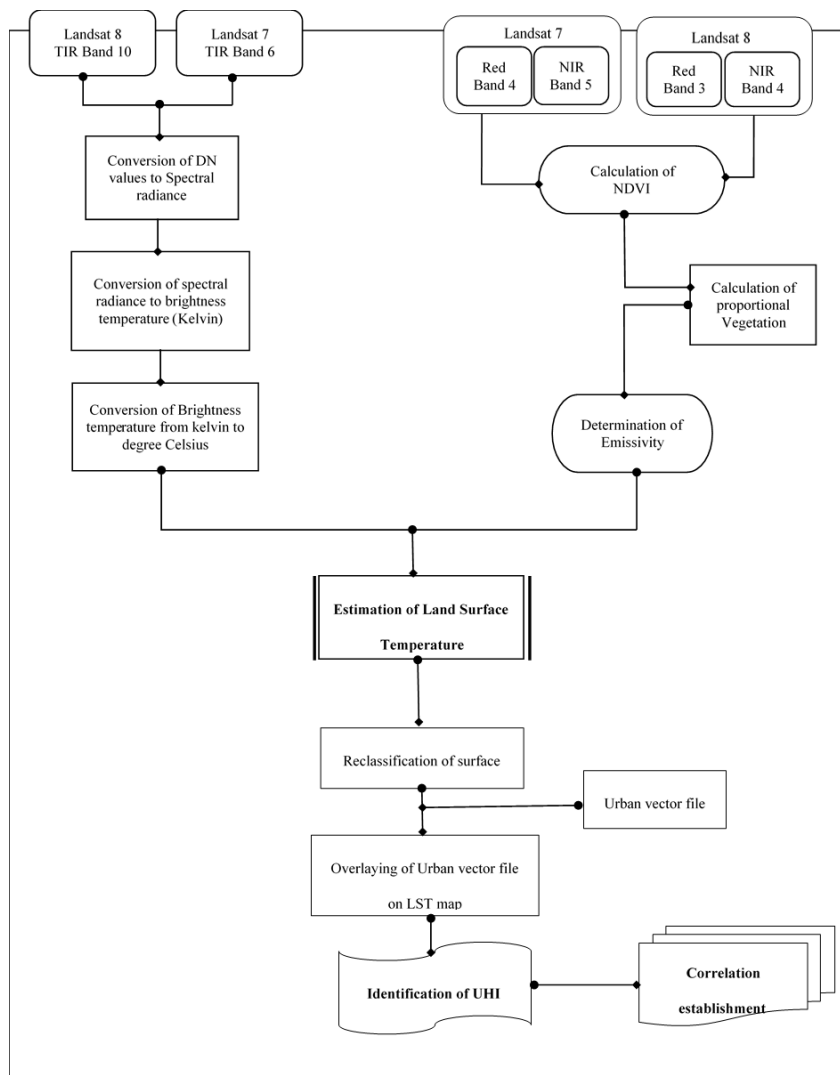 Landsat 8
TIR Band 10
Landsat 7
TIR Band 6
Landsat 7
Red
Band 4
NIR
Band 5
Landsat 8
Red
Band 3
NIR
Band 4
Conversion of DN
values to Spectral
radiance
Calculation of
NDVI
Conversion of spectral
radiance to brightness
temperature (Kelvin)
Calculation of
proportional
Vegetation
Conversion of Brightness
temperature from kelvin to
degree Celsius
Determination of
Emissivity
Estimation of Land Surface
Temperature
Reclassification of surface
Urban vector file
Overlaying of Urban vector file
on LST map
Identification of UHI
Correlation
establishment